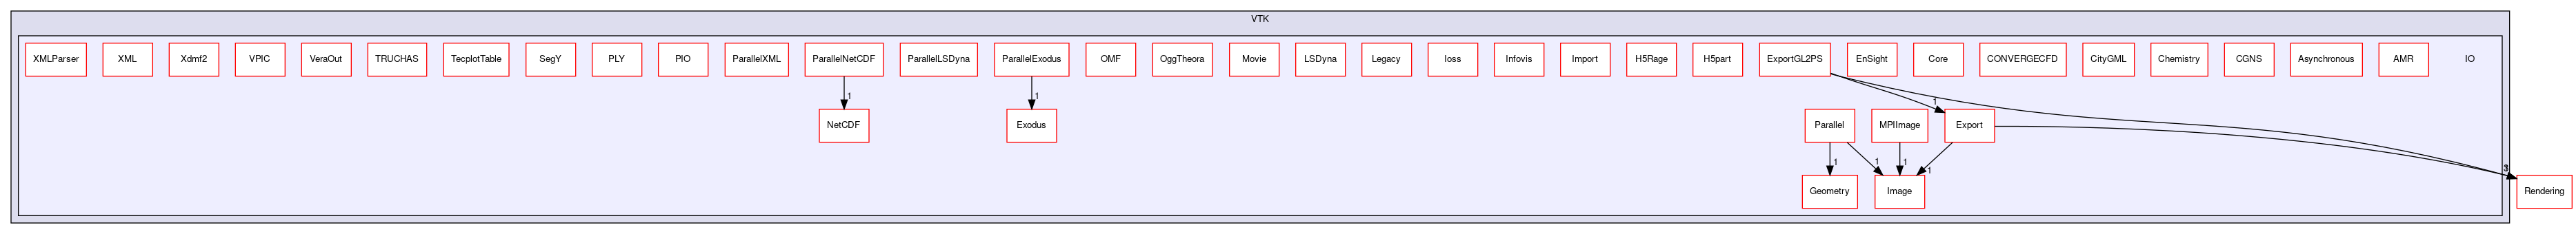 VTK
XMLParser XML Xdmf2 VPIC VeraOut TRUCHAS TecplotTable SegY PLY PIO ParallelXML ParallelNetCDF ParallelLSDyna ParallelExodus OMF OggTheora Movie LSDyna Legacy Ioss Infovis Import H5Rage H5part ExportGL2PS EnSight Core CONVERGECFD CityGML Chemistry CGNS Asynchronous AMR IO
1 1 1
NetCDF Exodus Parallel MPIImage Export
1 1 1 1
Geometry Image Rendering